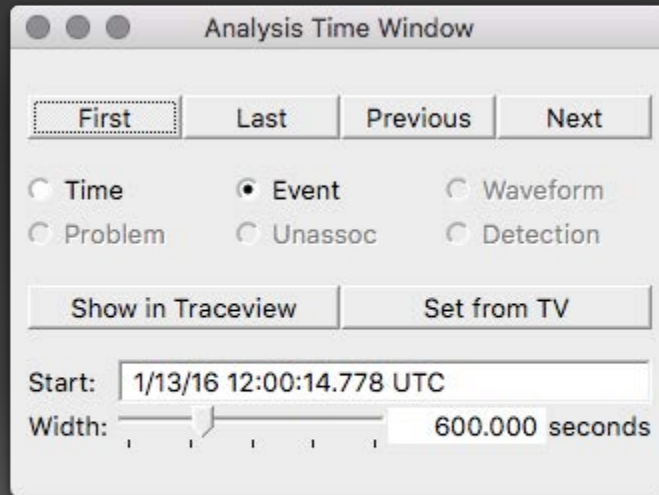 Analysis Time Window
First Last Previous Next
Time Event Waveform
Problem Unassoc Detection
Show in Traceview Set from TV
Start: 1/13/16 12:00:14.778 UTC
Width: 600.000 seconds